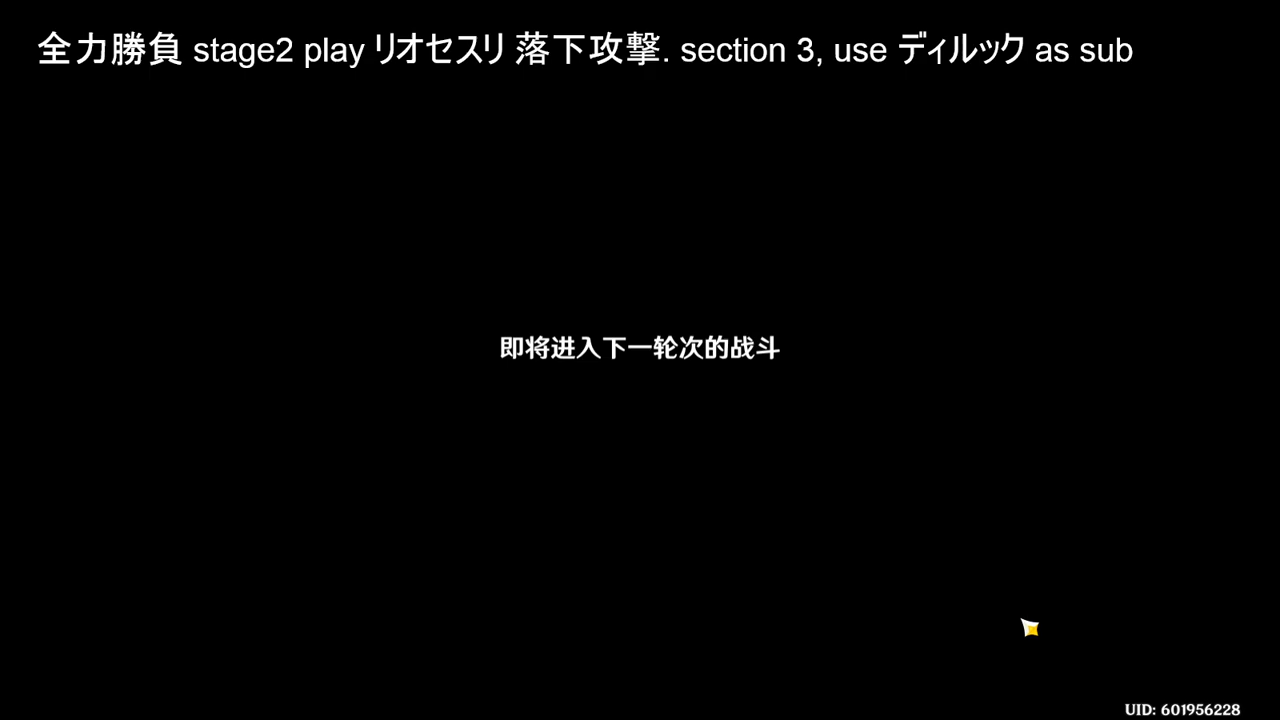 全力勝負 stage2 play リオセスリ 落下攻撃. section 3, use ディルック as sub
即将进入下一轮次的战斗
UID: 601956228